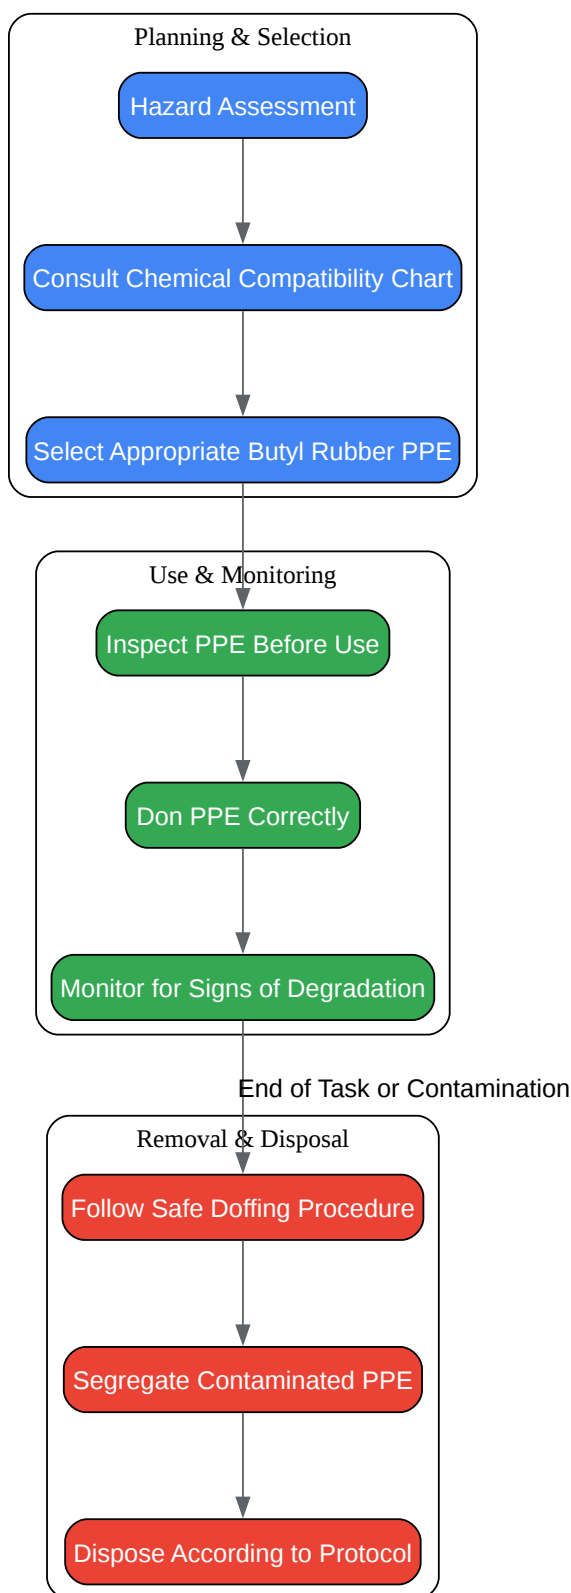 Planning & Selection
Hazard Assessment
Consult Chemical Compatibility Chart
Select Appropriate Butyl Rubber PPE
Use & Monitoring
Inspect PPE Before Use
Don PPE Correctly
Monitor for Signs of Degradation
End of Task or Contamination
Removal & Disposal
Follow Safe Doffing Procedure
Segregate Contaminated PPE
Dispose According to Protocol